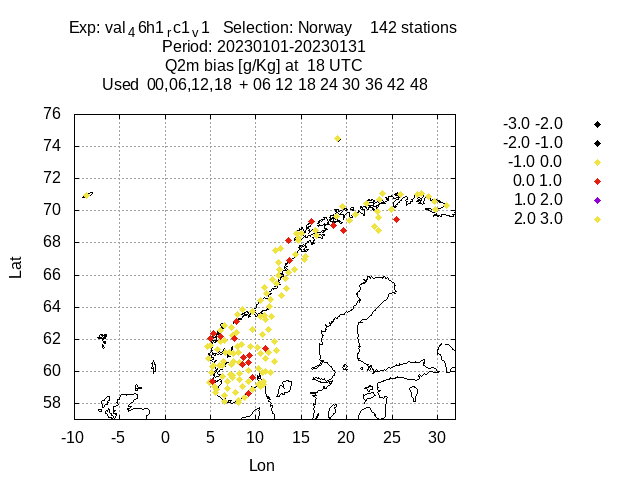 Exp: val_4 6h1_r c1_v 1 Selection: Norway 142 stations
Period: 20230101-20230131
Q2m bias [g/Kg] at 18 UTC
Used 00,06,12,18 + 06 12 18 24 30 36 42 48
-3.0 -2.0
-2.0 -1.0
-1.0 0.0
0.0 1.0
1.0 2.0
2.0 3.0
76
74
72
70
68
66
64
62
60
58
Lat
-10 -5 0 5 10 15 20 25 30
Lon